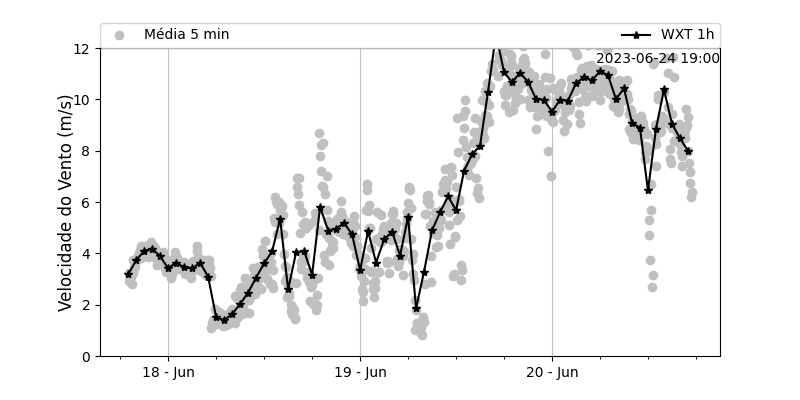 Média 5 min
WXT 1h
2023-06-24 19:00
Velocidade do Vento (m/s)
12
10
8
6
4
2
0
18 - Jun
19 - Jun
20 - Jun